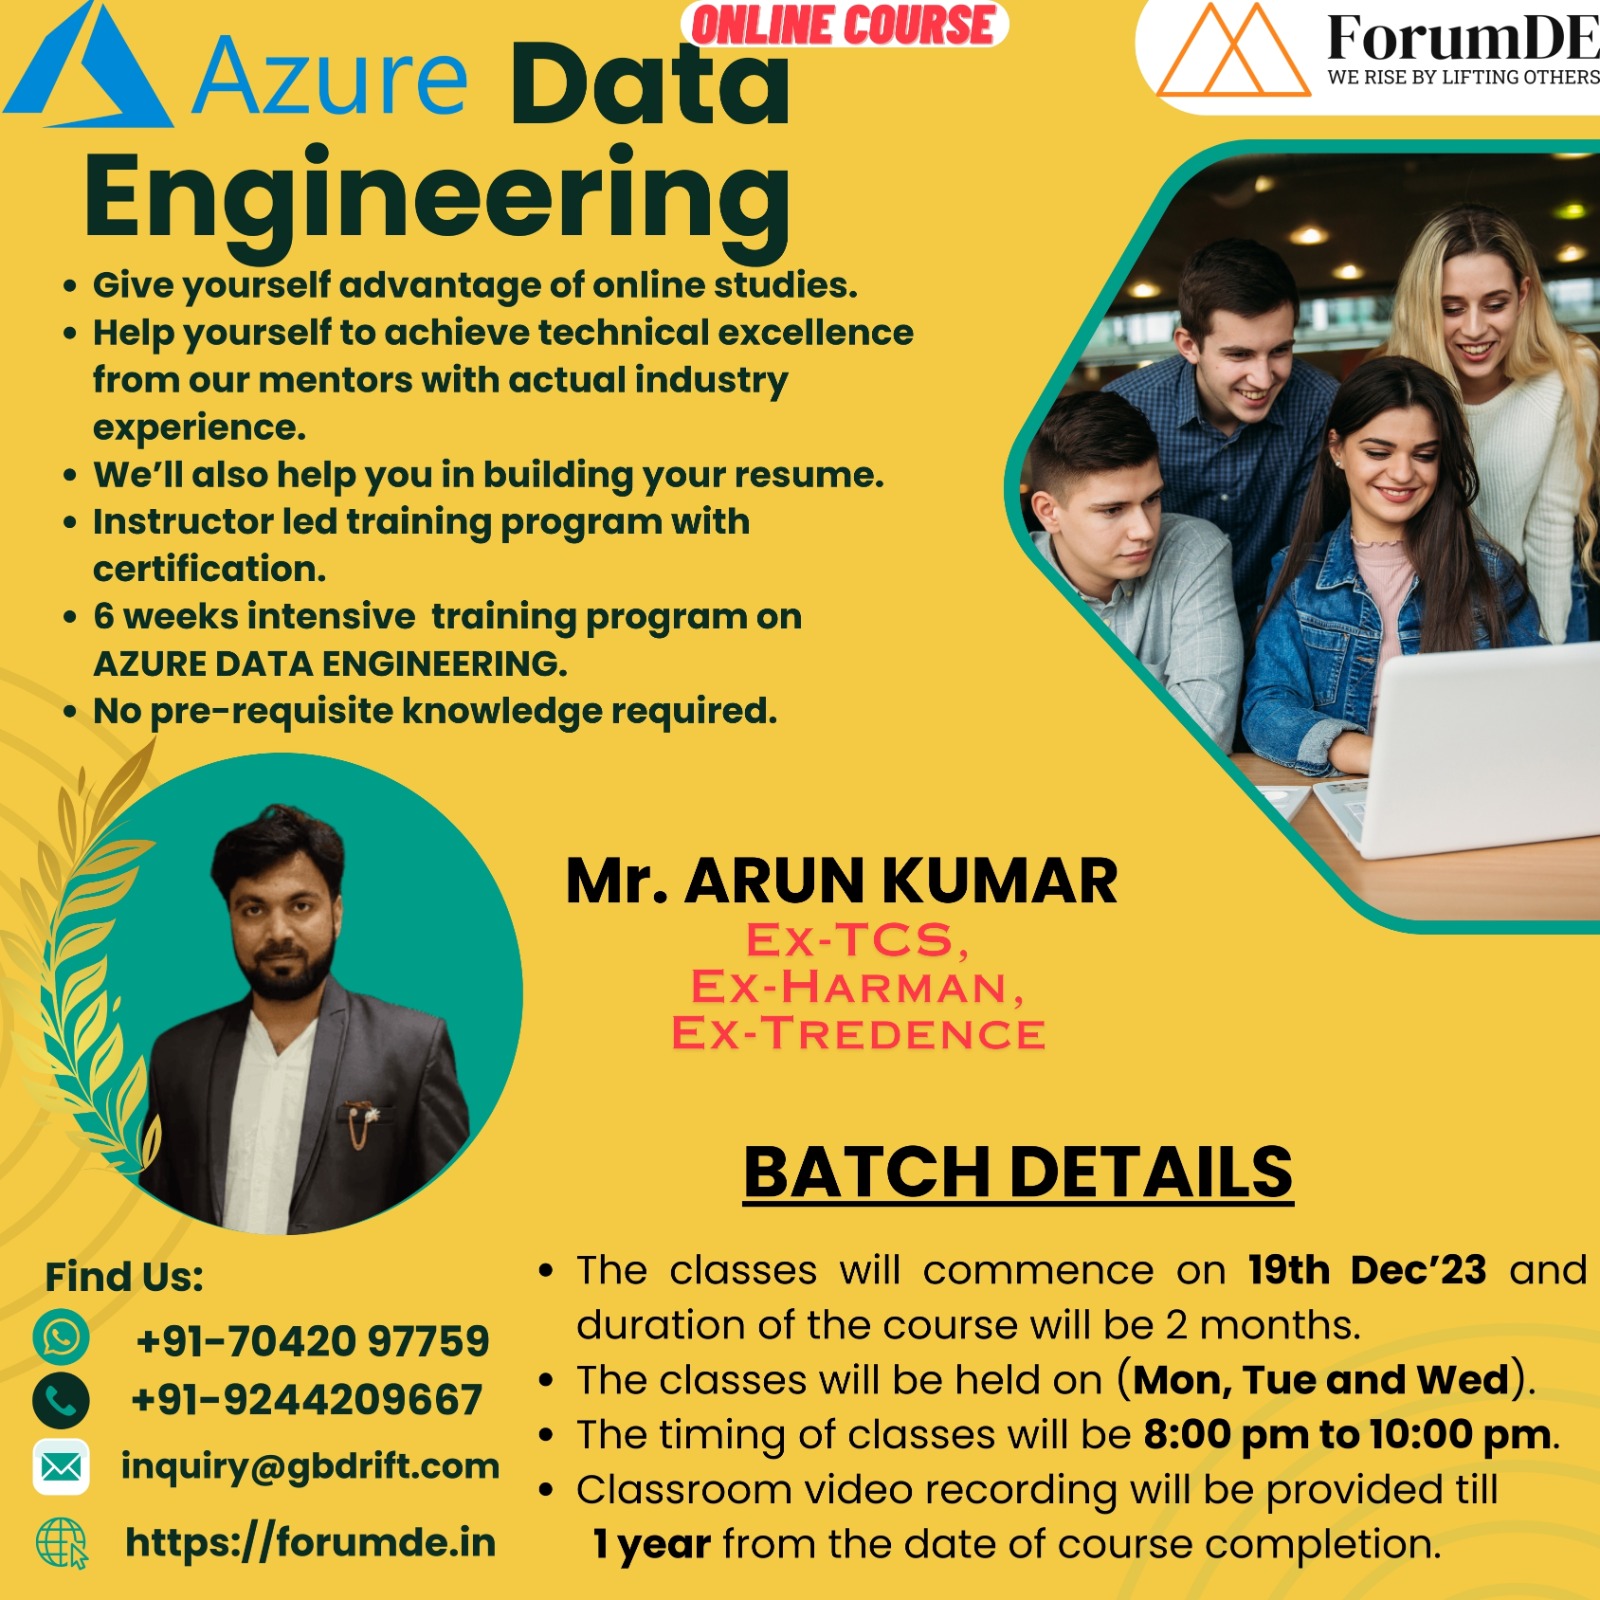 ONLINE COURSE
Azure Data
Engineering
ForumDE
WE RISE BY LIFTING OTHERS
• Give yourself advantage of online studies.
• Help yourself to achieve technical excellence
from our mentors with actual industry
experience.
• We’ll also help you in building your resume.
• Instructor led training program with
certification.
• 6 weeks intensive training program on
AZURE DATA ENGINEERING.
• No pre-requisite knowledge required.
Mr. ARUN KUMAR
Ex-TCS,
Ex-Harman,
Ex-Tredence
BATCH DETAILS
• The classes will commence on 19th Dec’23 and
duration of the course will be 2 months.
• The classes will be held on (Mon, Tue and Wed).
• The timing of classes will be 8:00 pm to 10:00 pm.
• Classroom video recording will be provided till
1 year from the date of course completion.
Find Us:
+91-70420 97759
+91-9244209667
inquiry@gbdrift.com
https://forumde.in